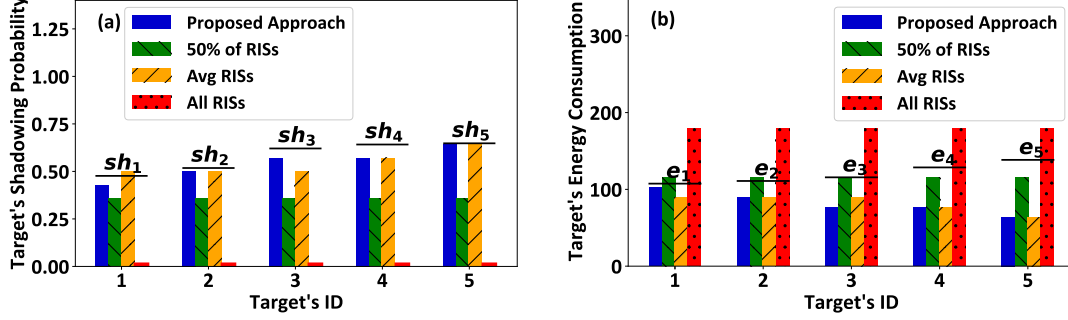 (a)
Proposed Approach
50% of RISs
Avg RISs
All RISs
Target's Shadowing Probability
1.25
1.00
0.75
0.50
0.25
0.00
sh1
sh2
sh3
sh4
sh5
1 2 3 4 5
Target's ID
(b)
Proposed Approach
50% of RISs
Avg RISs
All RISs
Target's Energy Consumption
300
200
100
0
e1
e2
e3
e4
e5
1 2 3 4 5
Target's ID